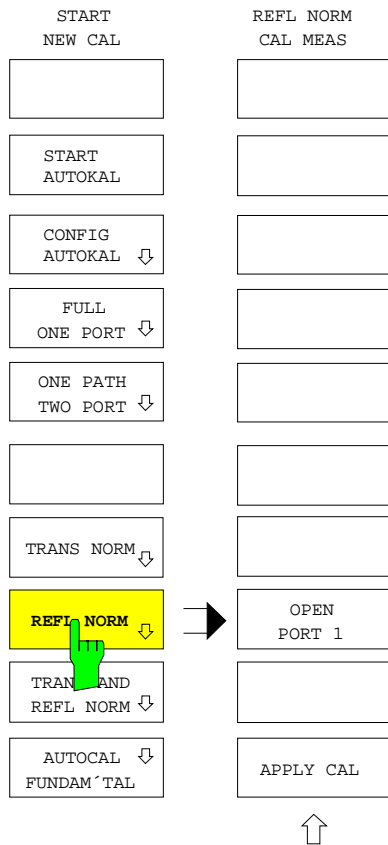 START
NEW CAL
START
AUTOKAL
CONFIG
AUTOKAL
FULL
ONE PORT
ONE PATH
TWO PORT
TRANS NORM
REFL NORM
TRAN AND
REFL NORM
AUTOCAL
FUNDAM´TAL
REFL NORM
CAL MEAS
OPEN
PORT 1
APPLY CAL